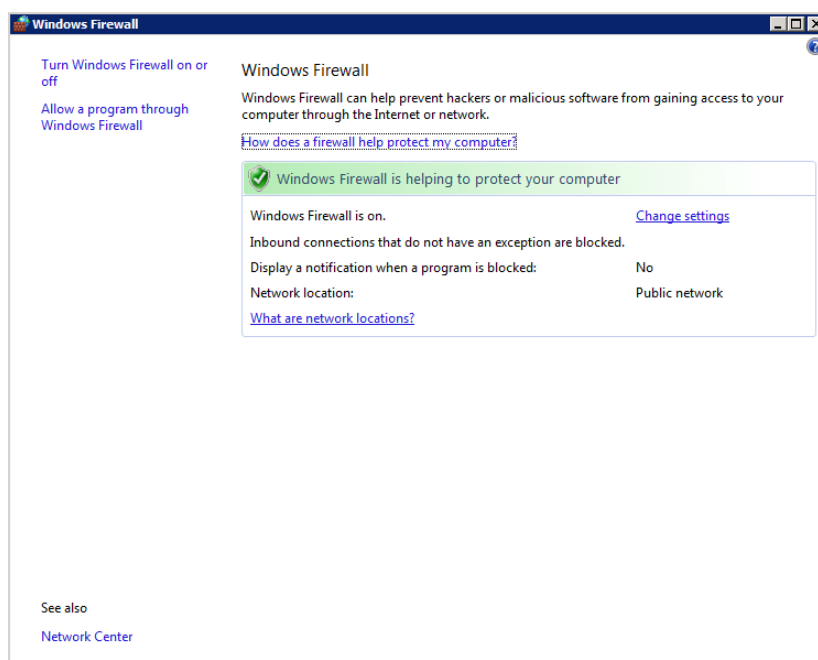 Windows Firewall
Turn Windows Firewall on or
off
Allow a program through
Windows Firewall
Windows Firewall
Windows Firewall can help prevent hackers or malicious software from gaining access to your
computer through the Internet or network.
How does a firewall help protect my computer?
Windows Firewall is helping to protect your computer
Windows Firewall is on.
Change settings
Inbound connections that do not have an exception are blocked.
Display a notification when a program is blocked:
No
Network location:
Public network
What are network locations?
See also
Network Center